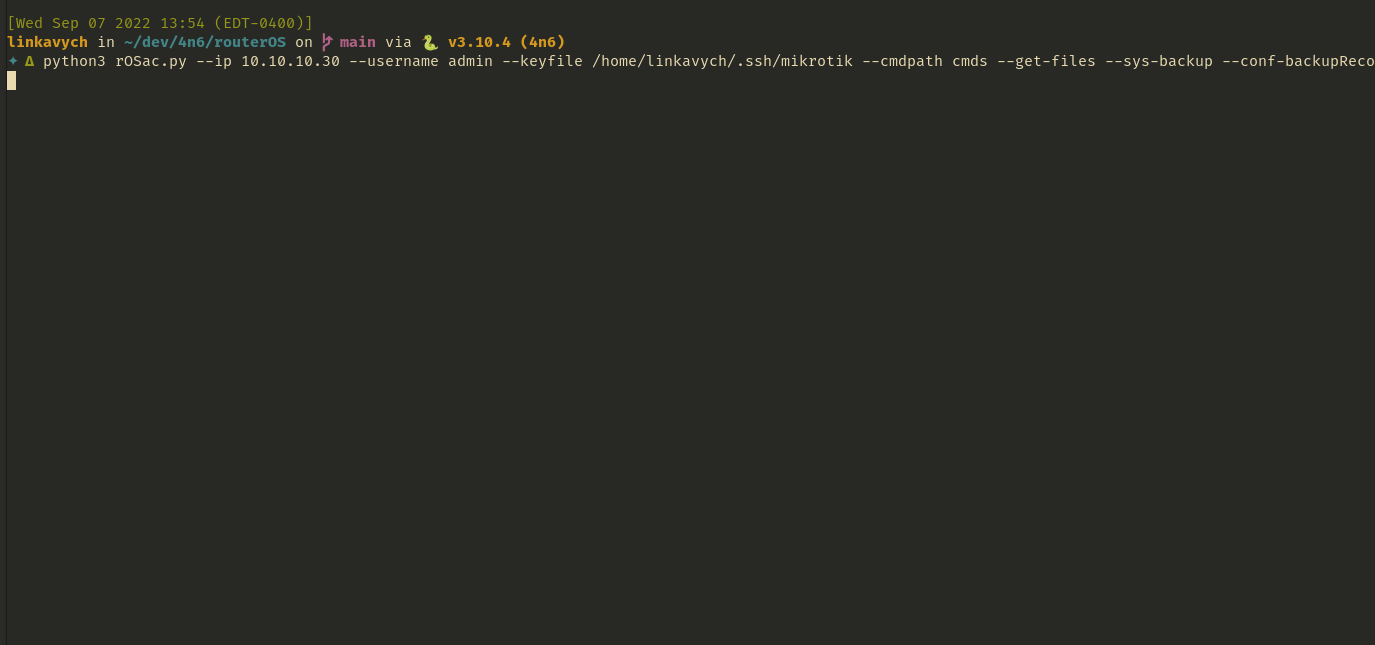 [Wed Sep 07 2022 13:54 (EDT-0400)]
linkavych in ~/dev/4n6/routerOS on main via 🐍 v3.10.4 (4n6)
✦ Δ python3 rOSac.py --ip 10.10.10.30 --username admin --keyfile /home/linkavych/.ssh/mikrotik --cmdpath cmds --get-files --sys-backup --conf-backupReco